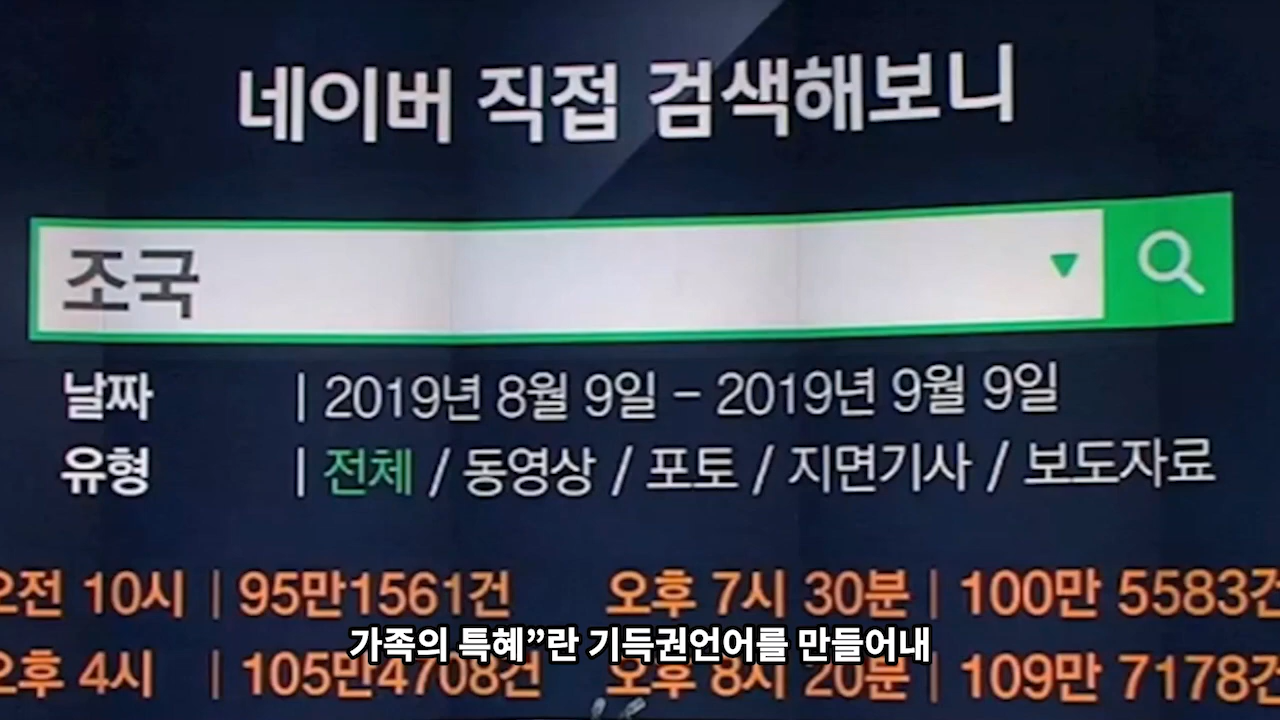 네이버 직접 검색해보니
조국
날짜 | 2019년 8월 9일 - 2019년 9월 9일
유형 | 전체 / 동영상 / 포토 / 지면기사 / 보도자료
오전 10시 | 95만1561건 오후 7시 30분 | 100만 5583건
가족의 특혜”란 기득권언어를 만들어내
오후 4시 | 105만4708건 오후 8시 20분 | 109만 7178건